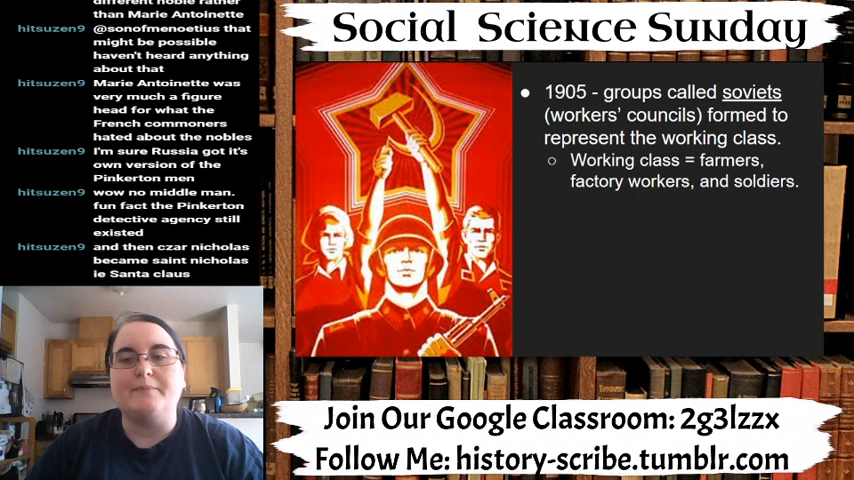 different noble rather
than Marie Antoinette
hitsuzen9 @sonofmenoetius that
might be possible
haven't heard anything
about that
Marie Antoinette was
hitsuzen9 very much a figure
head for what the
French commoners
hated about the nobles
hitsuzen9 I'm sure Russia got it's
own version of the
Pinkerton men
hitsuzen9 wow no middle man.
fun fact the Pinkerton
detective agency still
existed
hitsuzen9 and then czar nicholas
became saint nicholas
ie Santa claus
Social Science Sunday
• 1905 - groups called soviets
(workers' councils) formed to
represent the working class.
○ Working class = farmers,
factory workers, and soldiers.
Join Our Google Classroom: 2g3lzzx
Follow Me: history-scribe.tumblr.com